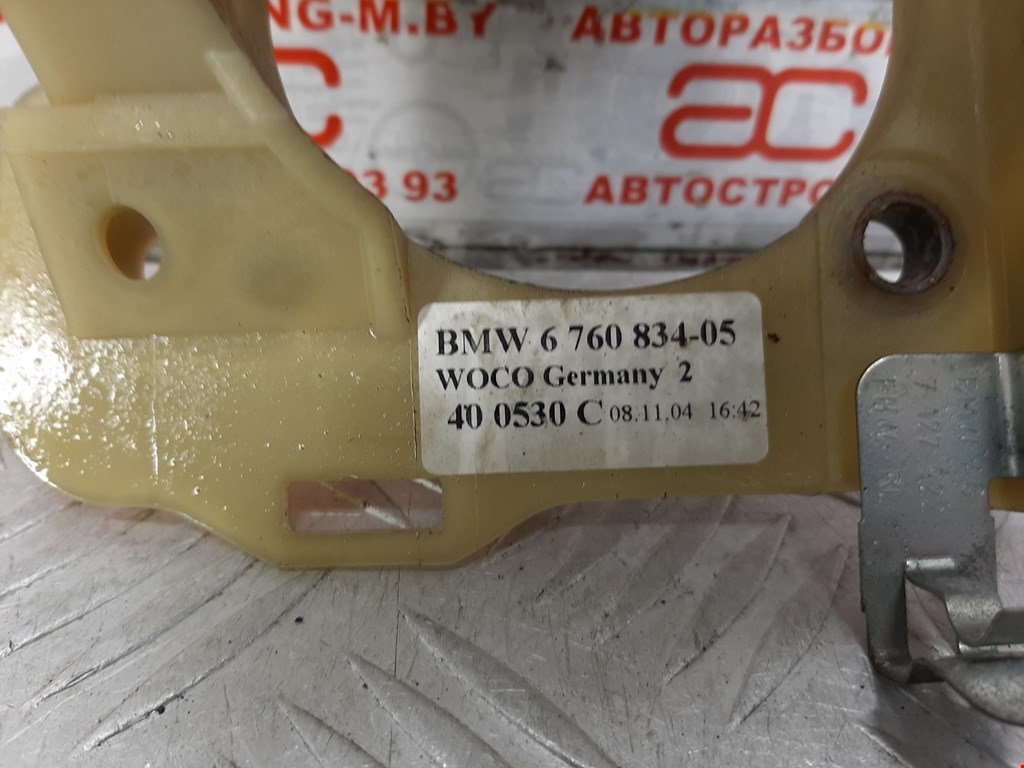 NG-M.BY АВТОРАЗБО
ac
93 93 АВТОСТРО
BMW 6 760 834-05
WOCO Germany 2
40 0530 C 08.11.04 16:42